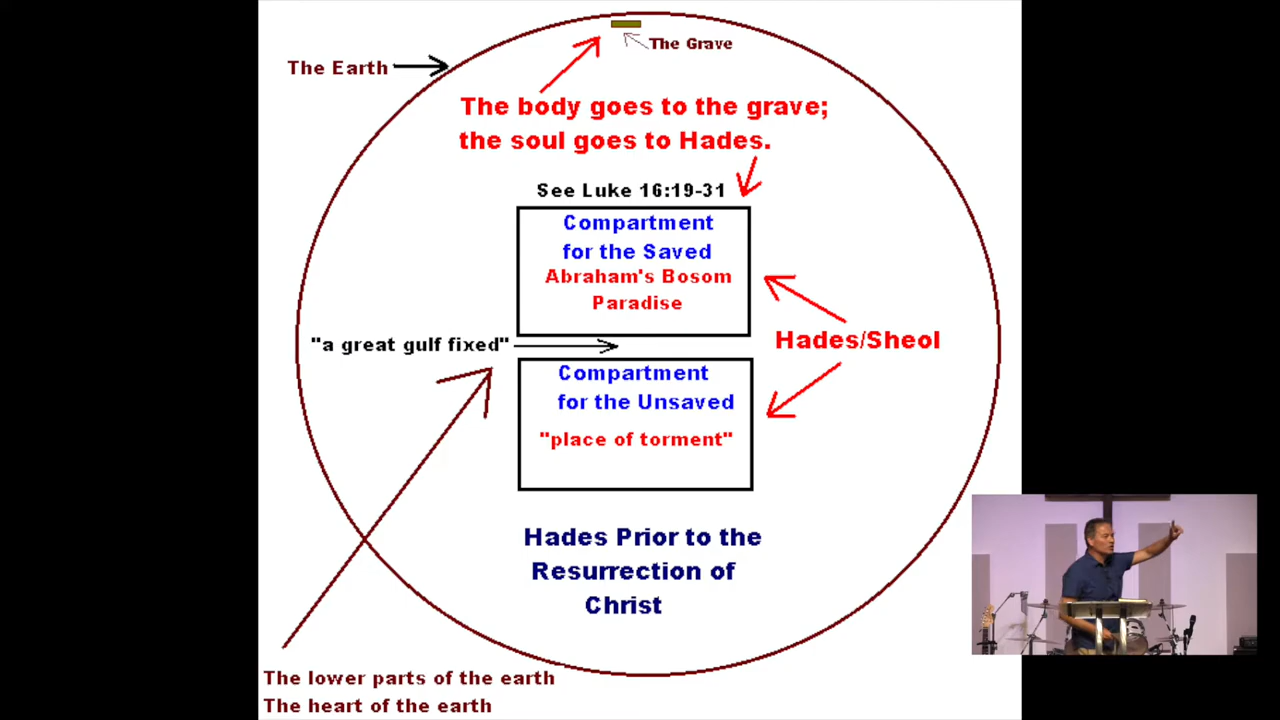 The Grave
The Earth
The body goes to the grave;
the soul goes to Hades.
See Luke 16:19-31
Compartment
for the Saved
Abraham's Bosom
Paradise
"a great gulf fixed"
Hades/Sheol
Compartment
for the Unsaved
"place of torment"
Hades Prior to the
Resurrection of
Christ
The lower parts of the earth
The heart of the earth